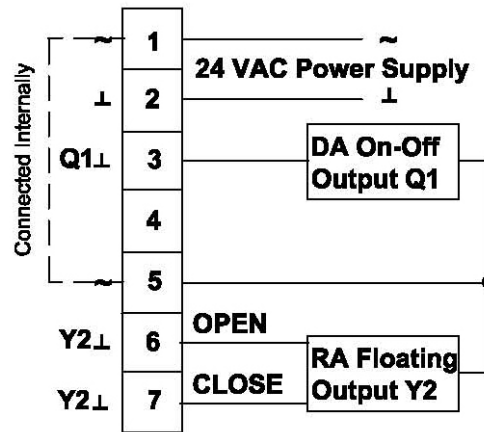 Connected Internally
~ 1 ~
24 VAC Power Supply
⊥ 2 ⊥
Q1⊥ 3 DA On-Off
Output Q1
4
~ 5
OPEN
Y2⊥ 6 RA Floating
Output Y2
CLOSE
Y2⊥ 7